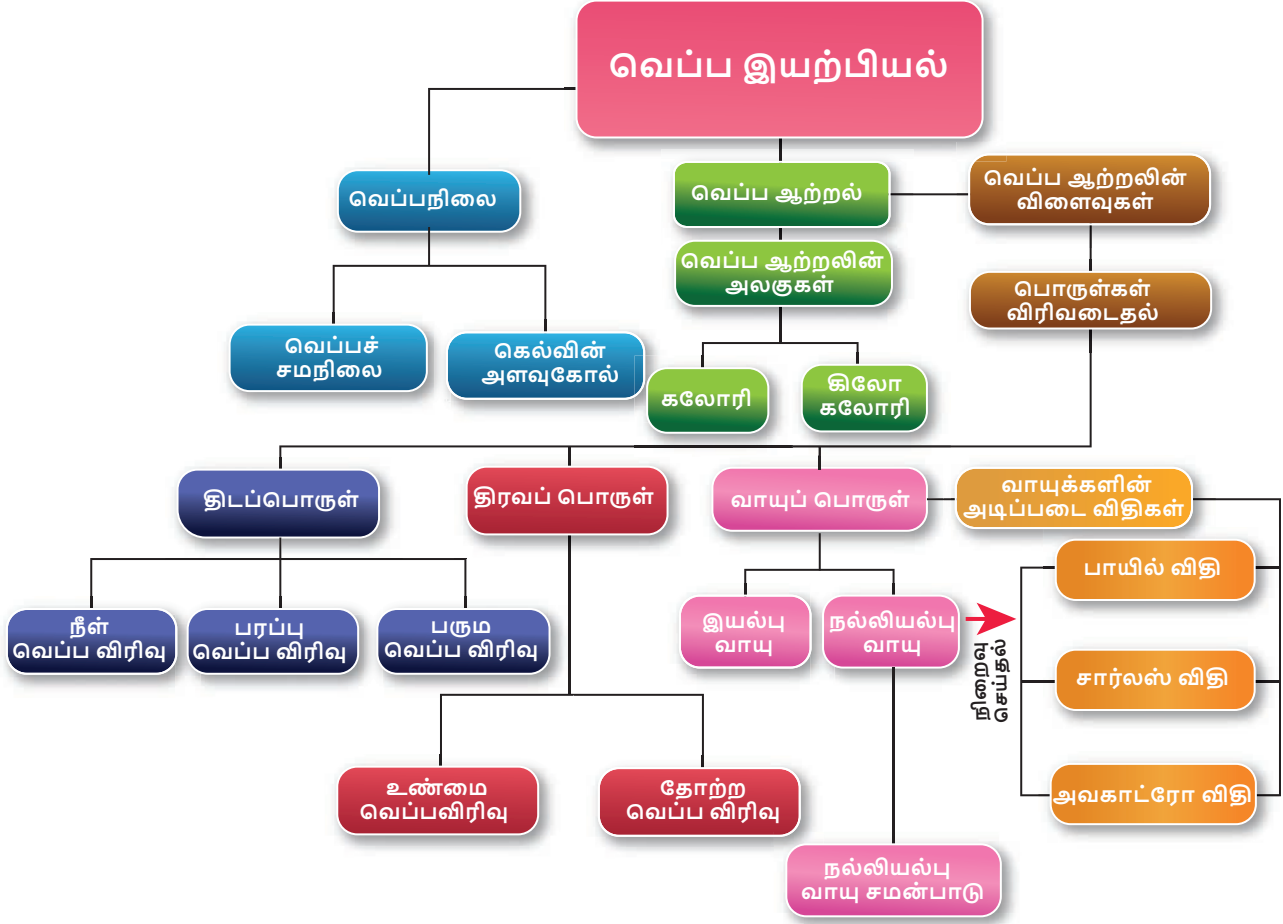 வெப்ப இயற்பியல்
வெப்பநிலை
வெப்ப ஆற்றல்
வெப்ப ஆற்றலின்
விளைவுகள்
வெப்ப ஆற்றலின்
அலகுகள்
பொருள்கள்
விரிவடைதல்
வெப்பச்
சமநிலை
கெல்வின்
அளவுகோல்
கலோரி
கிலோ
கலோரி
திடப்பொருள்
திரவப் பொருள்
வாயுப் பொருள்
வாயுக்களின்
அடிப்படை விதிகள்
நீள்
வெப்ப விரிவு
பரப்பு
வெப்ப விரிவு
பரும
வெப்ப விரிவு
இயல்பு
வாயு
நல்லியல்பு
வாயு
நிறைவு
செய்தல்
பாயில் விதி
சார்லஸ் விதி
அவகாட்ரோ விதி
உண்மை
வெப்பவிரிவு
தோற்ற
வெப்ப விரிவு
நல்லியல்பு
வாயு சமன்பாடு